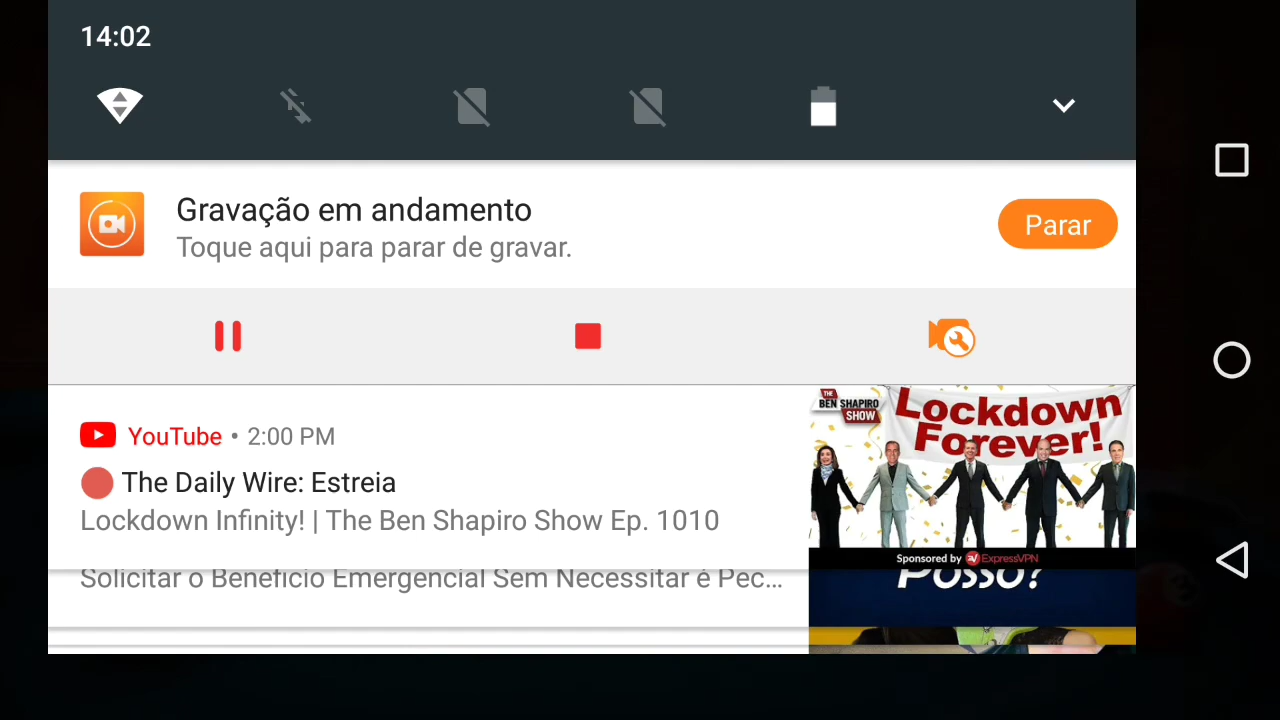 14:02
Gravação em andamento
Toque aqui para parar de gravar.
Parar
YouTube • 2:00 PM
The Daily Wire: Estreia
Lockdown Infinity! | The Ben Shapiro Show Ep. 1010
THE
BEN SHAPIRO
SHOW
Lockdown
Forever!
Sponsored by ExpressVPN
Solicitar o Benefício Emergencial Sem Necessitar é Pec...
Posso?